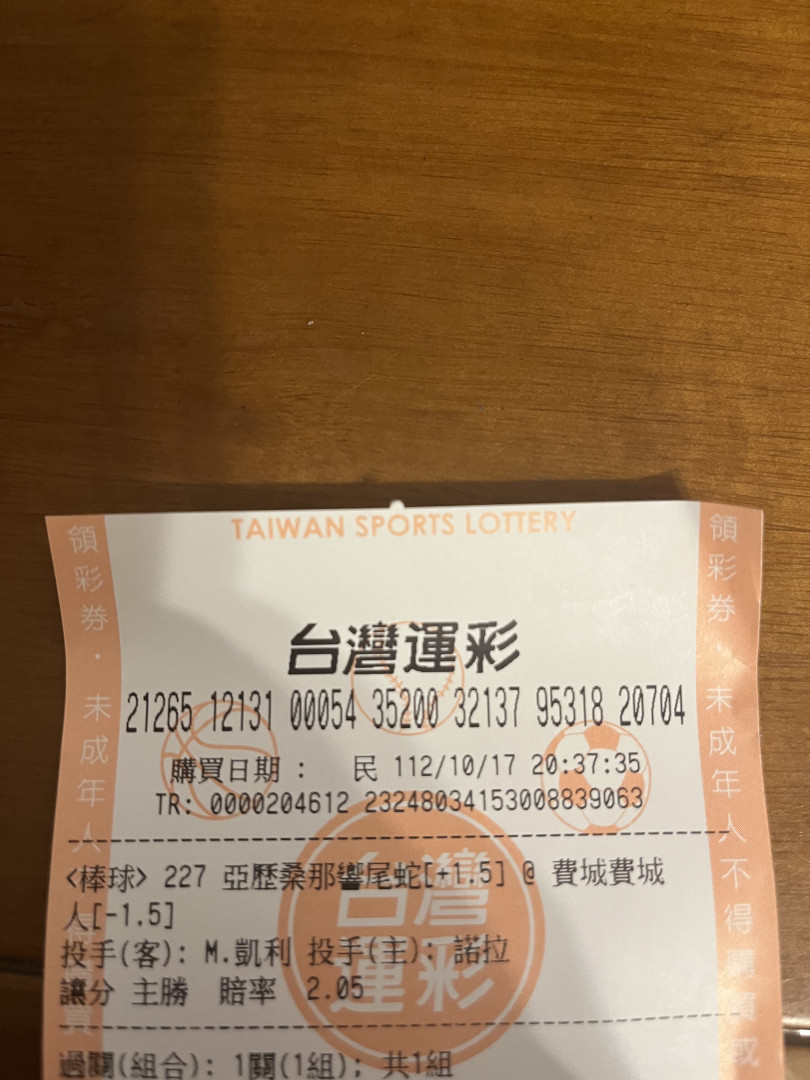 TAIWAN SPORTS LOTTERY
台灣運彩
21265 12131 00054 35200 32137 95318 20704
購買日期： 民 112/10/17 20:37:35
TR: 0000204612 23248034153008839063
<棒球> 227 亞歷桑那響尾蛇[+1.5] @ 費城費城
人[-1.5]
投手(客): M.凱利 投手(主): 諾拉
讓分 主勝 賠率 2.05
過關(組合): 1關(1組); 共1組
領彩券．未成年人
領彩券 未成年人不得購買或
台灣運彩